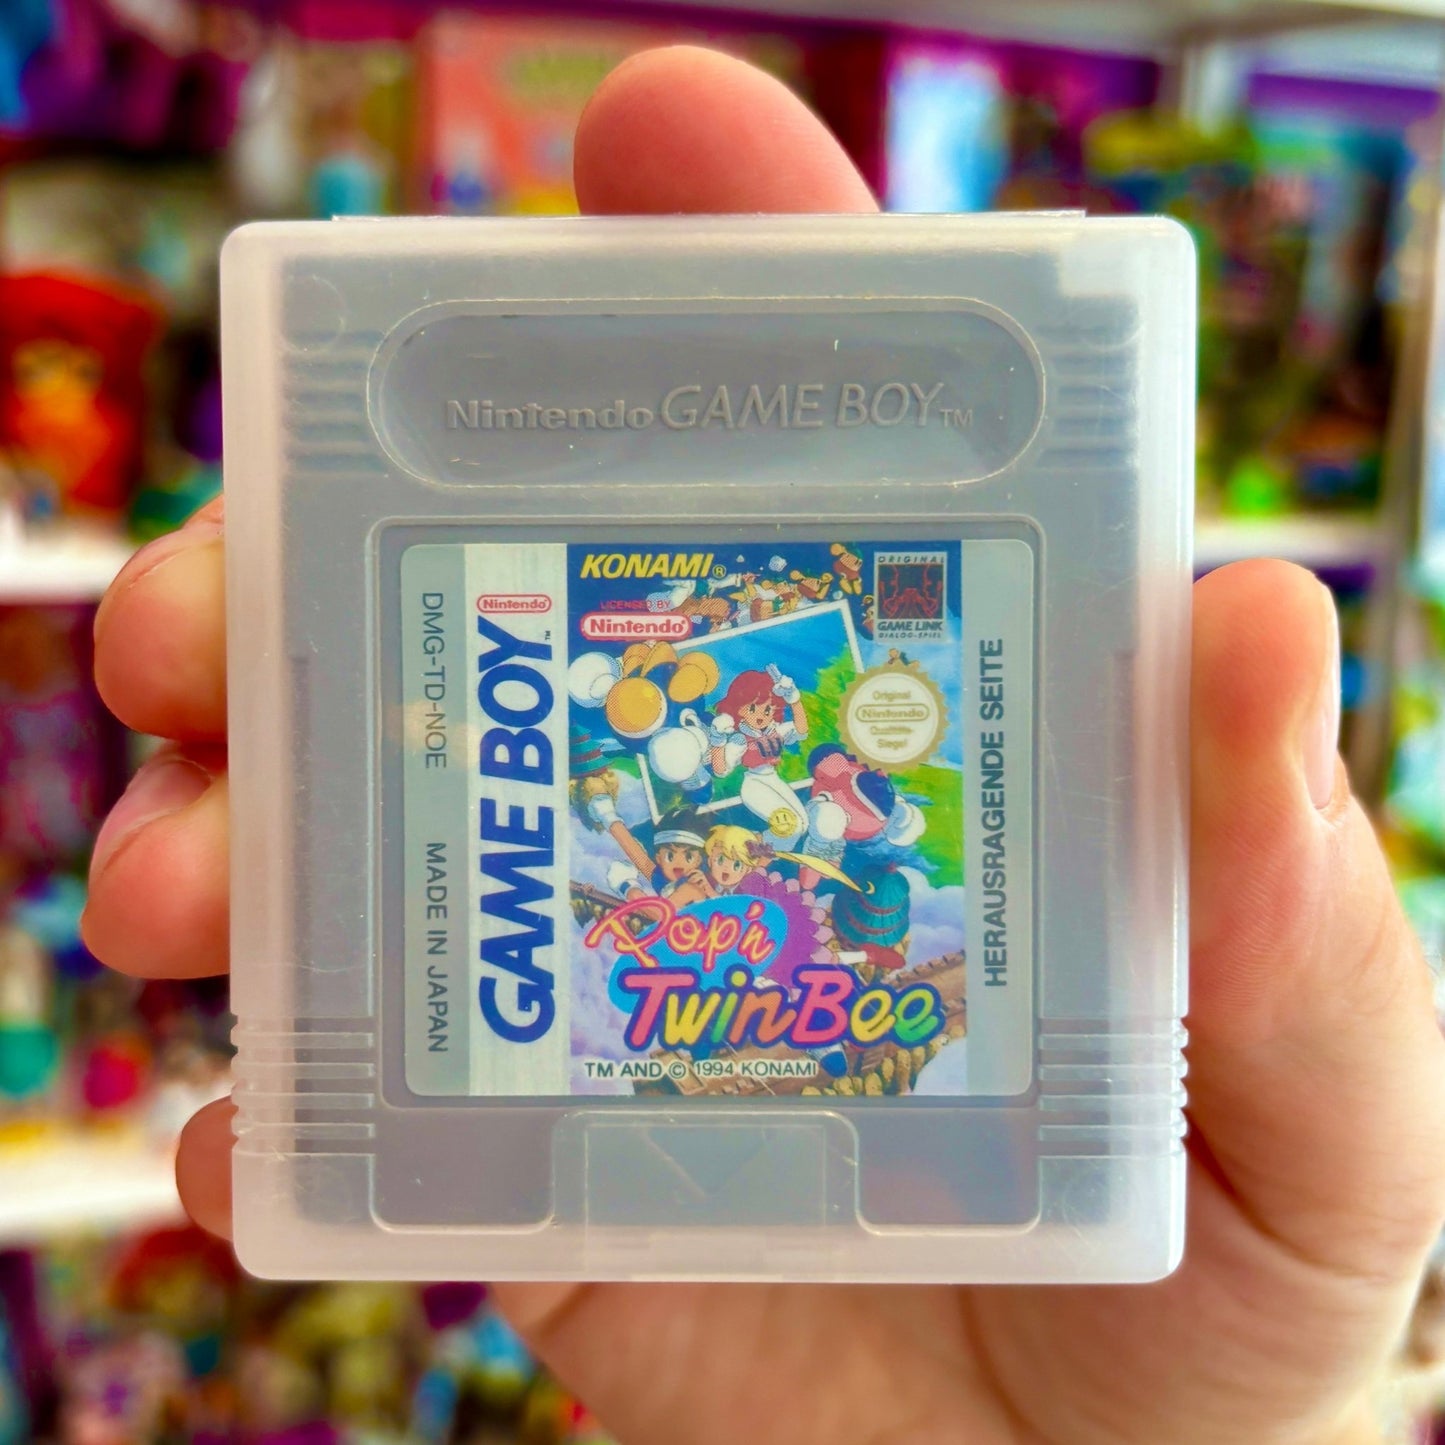 Nintendo GAME BOY™
DMG-TD-NOE
MADE IN JAPAN
Nintendo®
GAME BOY™
KONAMI®
LICENSED BY
Nintendo®
ORIGINAL
GAME LINK
DIALOG-SPIEL
Original
Nintendo
Qualitäts-
Siegel
Pop'n
TwinBee
TM AND © 1994 KONAMI
HERAUSRAGENDE SEITE